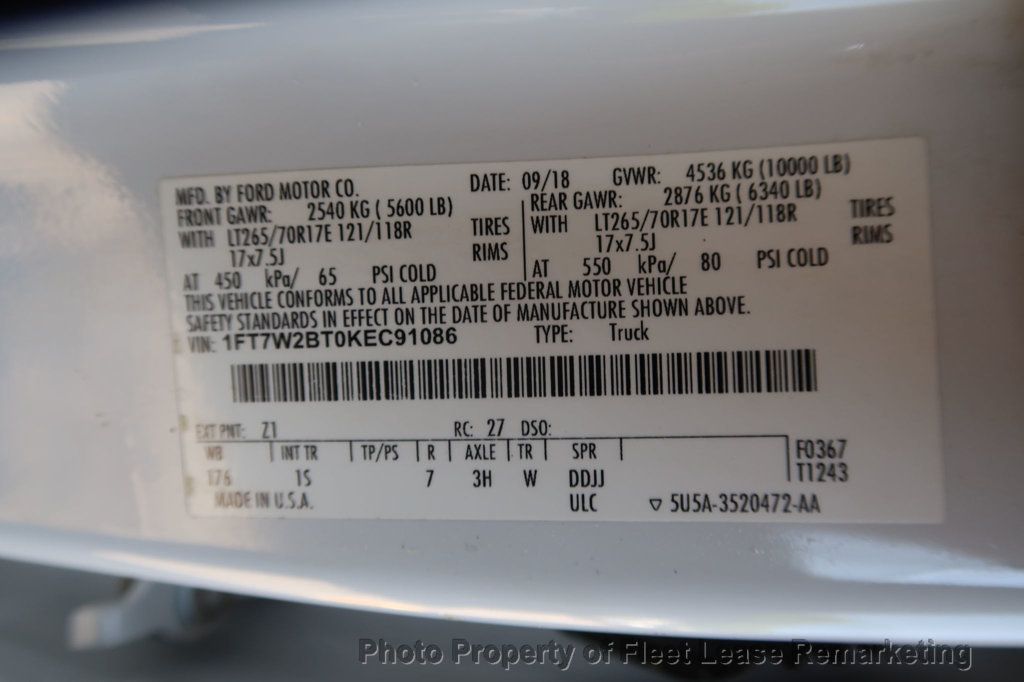 MFD. BY FORD MOTOR CO. DATE: 09/18 GVWR: 4536 KG (10000 LB)
FRONT GAWR: 2540 KG ( 5600 LB) REAR GAWR: 2876 KG ( 6340 LB)
WITH LT265/70R17E 121/118R TIRES WITH LT265/70R17E 121/118R TIRES
17x7.5J RIMS 17x7.5J RIMS
AT 450 kPa/ 65 PSI COLD AT 550 kPa/ 80 PSI COLD
THIS VEHICLE CONFORMS TO ALL APPLICABLE FEDERAL MOTOR VEHICLE
SAFETY STANDARDS IN EFFECT ON THE DATE OF MANUFACTURE SHOWN ABOVE.
VIN: 1FT7W2BT0KEC91086 TYPE: Truck
EXT PNT: Z1 RC: 27 DSO:
WB INT TR TP/PS R AXLE TR SPR F0367
176 1S 7 3H W DDJJ T1243
MADE IN U.S.A. ULC 5U5A-3520472-AA
Photo Property of Fleet Lease Remarketing